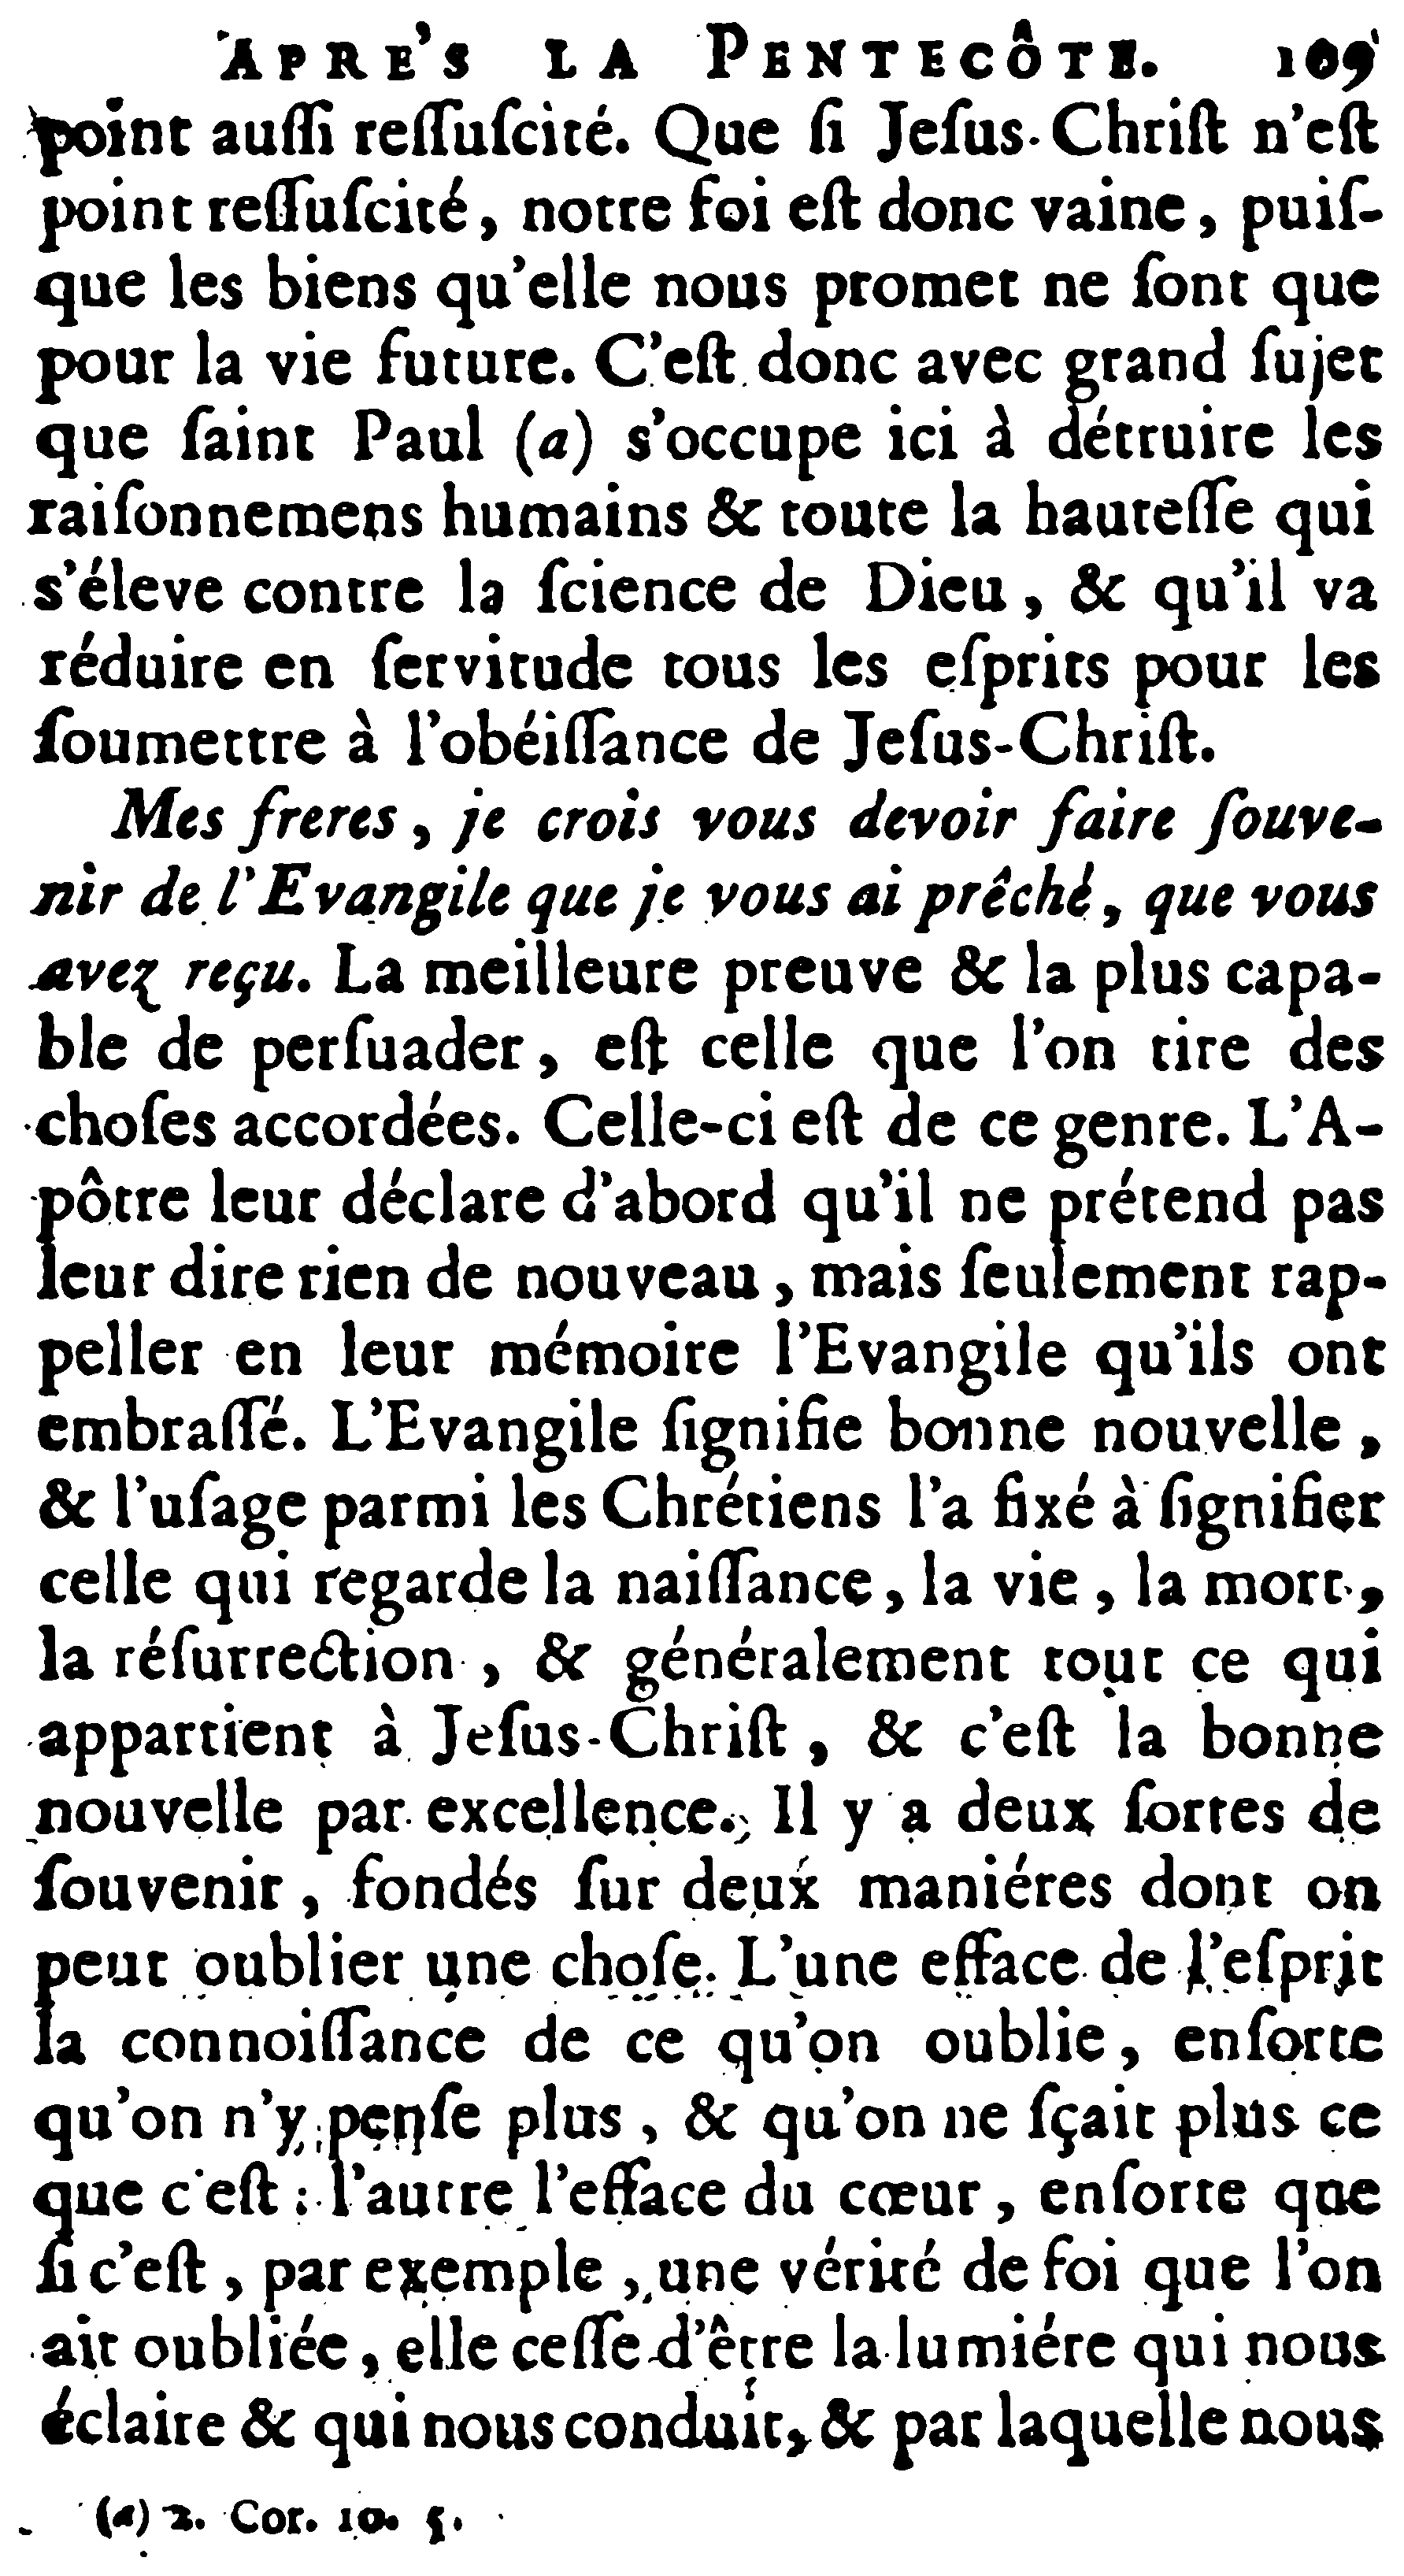 APRE'S LA PENTECÔTE. 109
point auſſi reſſuſcité. Que ſi Jeſus-Chriſt n'eſt
point reſſuſcité, notre foi eſt donc vaine, puiſ-
que les biens qu'elle nous promet ne ſont que
pour la vie future. C'eſt donc avec grand ſujet
que ſaint Paul (a) s'occupe ici à détruire les
raiſonnemens humains & toute la hauteſſe qui
s'éleve contre la ſcience de Dieu, & qu'il va
réduire en ſervitude tous les eſprits pour les
ſoumettre à l'obéiſſance de Jeſus-Chriſt.
Mes freres, je crois vous devoir faire ſouve-
nir de l'Evangile que je vous ai prêché, que vous
avez reçu. La meilleure preuve & la plus capa-
ble de perſuader, eſt celle que l'on tire des
choſes accordées. Celle-ci eſt de ce genre. L'A-
pôtre leur déclare d'abord qu'il ne prétend pas
leur dire rien de nouveau, mais ſeulement rap-
peller en leur mémoire l'Evangile qu'ils ont
embraſſé. L'Evangile ſignifie bonne nouvelle,
& l'uſage parmi les Chrétiens l'a fixé à ſignifier
celle qui regarde la naiſſance, la vie, la mort,
la réſurrection, & généralement tout ce qui
appartient à Jeſus-Chriſt, & c'eſt la bonne
nouvelle par excellence. Il y a deux ſortes de
ſouvenir, fondés ſur deux maniéres dont on
peut oublier une choſe. L'une efface de l'eſprit
la connoiſſance de ce qu'on oublie, enſorte
qu'on n'y penſe plus, & qu'on ne ſçait plus ce
que c'eſt : l'autre l'efface du cœur, enſorte que
ſi c'eſt, par exemple, une vérité de foi que l'on
ait oubliée, elle ceſſe d'être la lumiére qui nous
éclaire & qui nous conduit, & par laquelle nous
(a) 2. Cor. 10. 5.